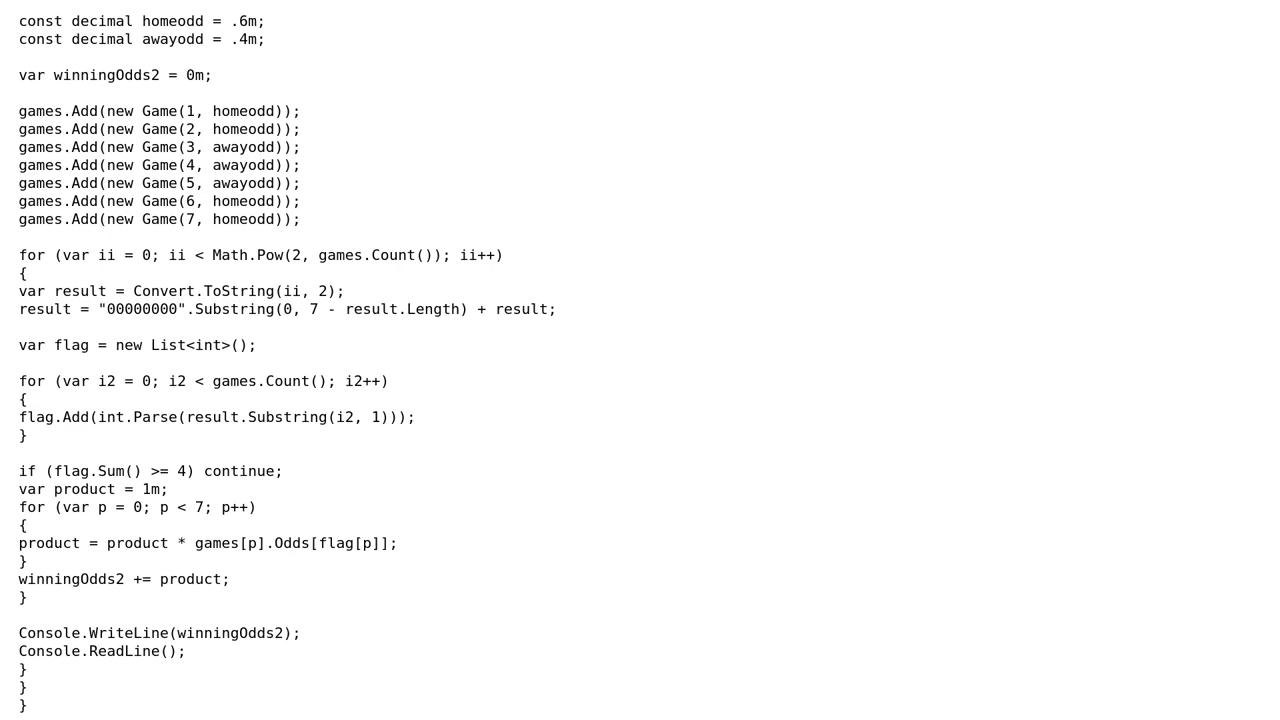 const decimal homeodd = .6m;
const decimal awayodd = .4m;
var winningOdds2 = 0m;
games.Add(new Game(1, homeodd));
games.Add(new Game(2, homeodd));
games.Add(new Game(3, awayodd));
games.Add(new Game(4, awayodd));
games.Add(new Game(5, awayodd));
games.Add(new Game(6, homeodd));
games.Add(new Game(7, homeodd));
for (var ii = 0; ii < Math.Pow(2, games.Count()); ii++)
{
var result = Convert.ToString(ii, 2);
result = "00000000".Substring(0, 7 - result.Length) + result;
var flag = new List<int>();
for (var i2 = 0; i2 < games.Count(); i2++)
{
flag.Add(int.Parse(result.Substring(i2, 1)));
}
if (flag.Sum() >= 4) continue;
var product = 1m;
for (var p = 0; p < 7; p++)
{
product = product * games[p].Odds[flag[p]];
}
winningOdds2 += product;
}
Console.WriteLine(winningOdds2);
Console.ReadLine();
}
}
}